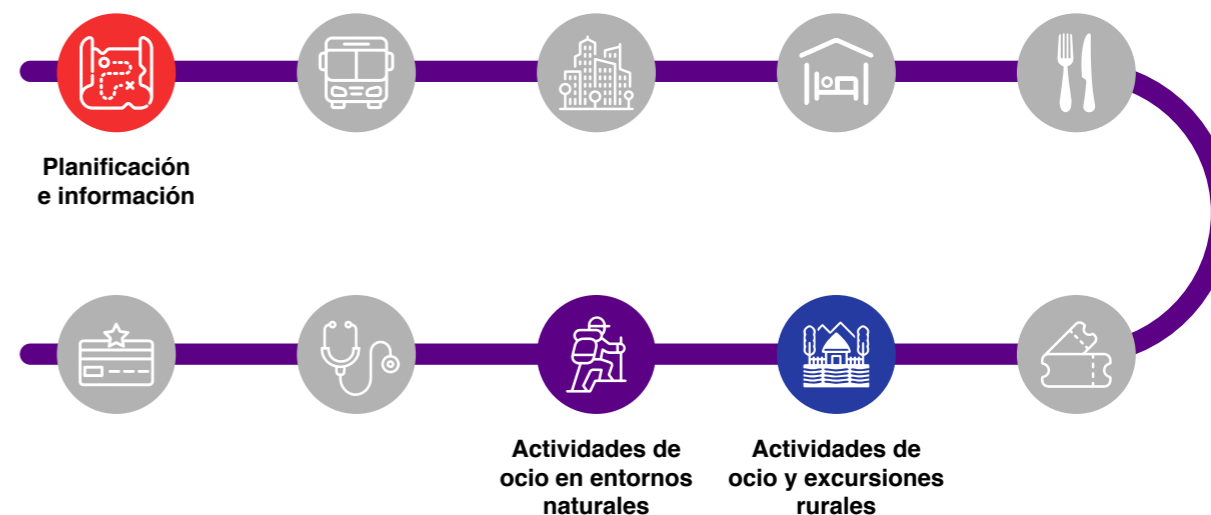 Planificación
e información
Actividades de
ocio en entornos
naturales
Actividades de
ocio y excursiones
rurales